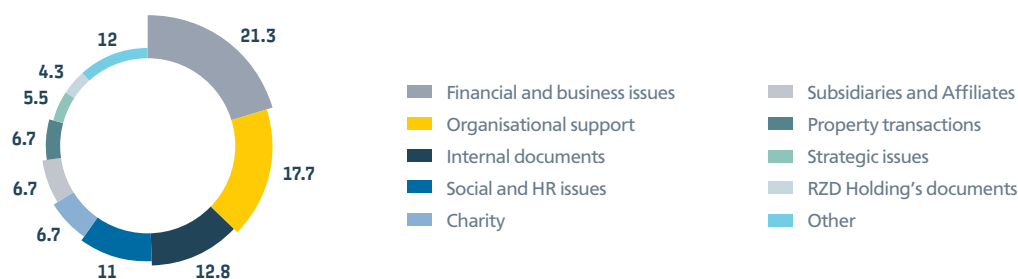 12
21.3
4.3
5.5
6.7
6.7
6.7
11
12.8
17.7
Financial and business issues
Organisational support
Internal documents
Social and HR issues
Charity
Subsidiaries and Affiliates
Property transactions
Strategic issues
RZD Holding's documents
Other